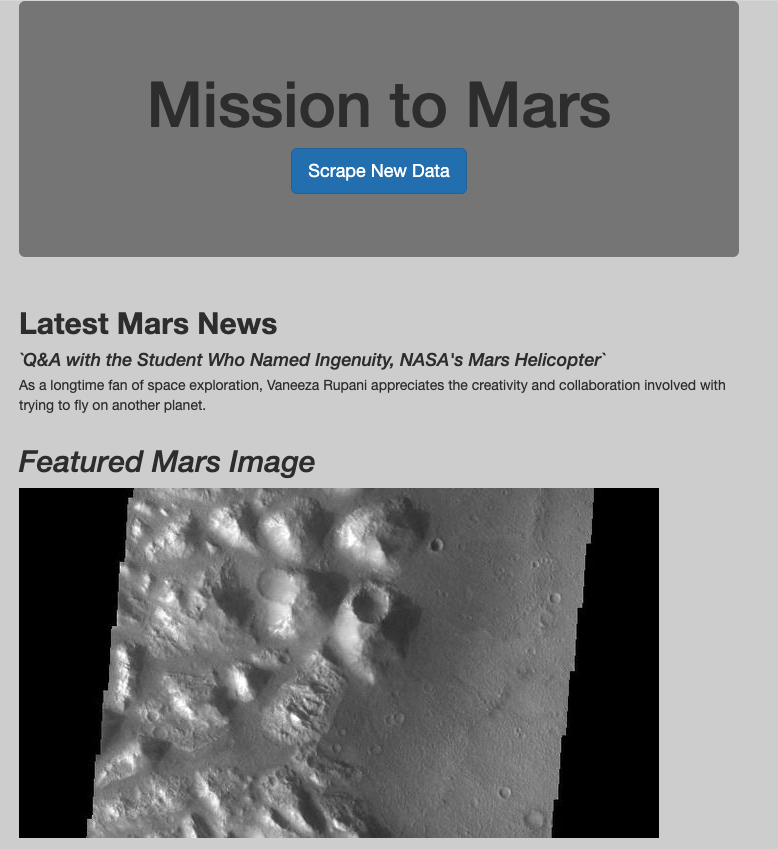 Mission to Mars
Scrape New Data
Latest Mars News
`Q&A with the Student Who Named Ingenuity, NASA's Mars Helicopter`
As a longtime fan of space exploration, Vaneeza Rupani appreciates the creativity and collaboration involved with
trying to fly on another planet.
Featured Mars Image